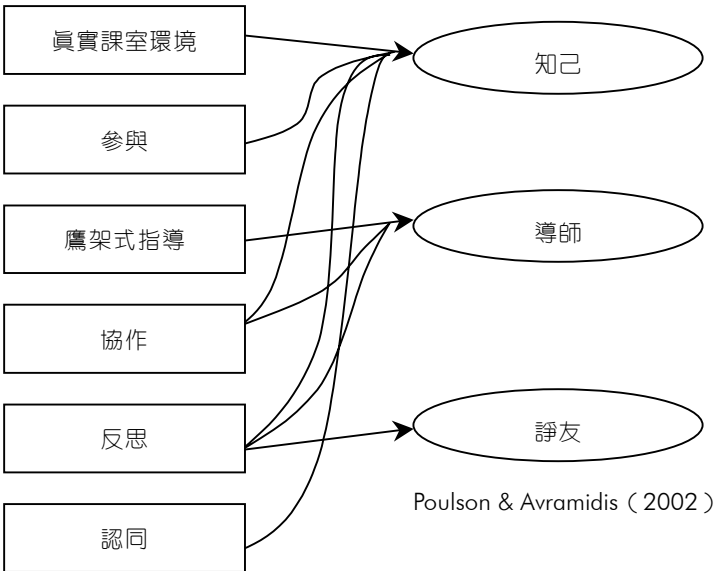 真實課室環境
參與
鷹架式指導
協作
反思
認同
知己
導師
諍友
Poulson & Avramidis（2002）